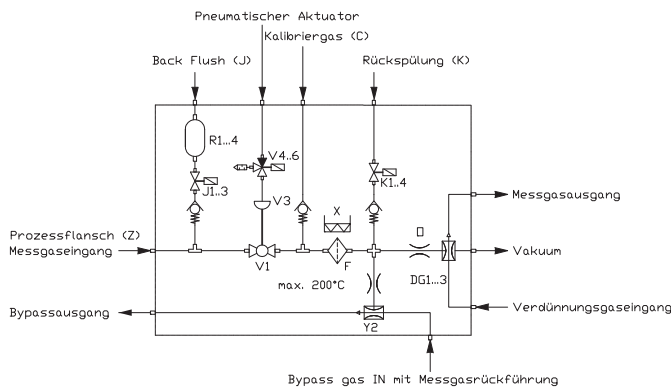 Pneumatischer Aktuator
Kalibriergas (C)
Back Flush (J)
Rückspülung (K)
R1...4
V4..6
J1..3
K1..4
V3
X
Messgasausgang
Prozessflansch (Z)
Messgaseingang
V1
F
DG1...3
Vakuum
max. 200°C
Bypassausgang
Y2
Verdünnungsgaseingang
Bypass gas IN mit Messgasrückführung